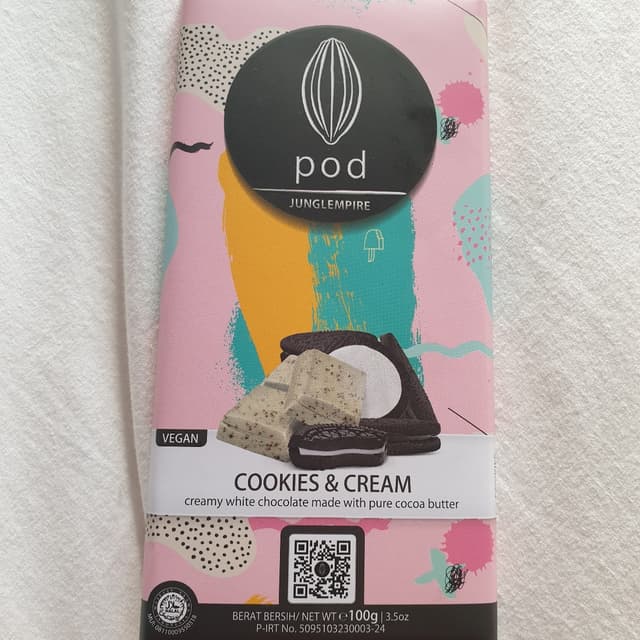 pod
JUNGLEMPIRE
VEGAN
COOKIES & CREAM
creamy white chocolate made with pure cocoa butter
BERAT BERSIH/ NET WT ℮100g | 3.5oz
P-IRT No. 5095103230003-24
HALAL